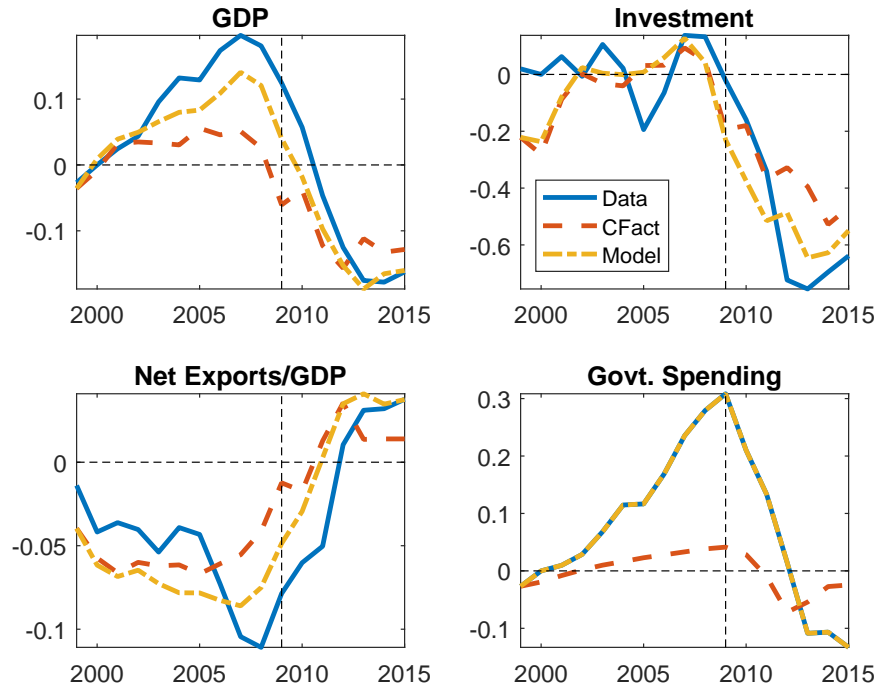 GDP
0.1
0
-0.1
2000 2005 2010 2015
Investment
0
-0.2
-0.4
-0.6
Data
CFact
Model
2000 2005 2010 2015
Net Exports/GDP
0
-0.05
-0.1
2000 2005 2010 2015
Govt. Spending
0.3
0.2
0.1
0
-0.1
2000 2005 2010 2015